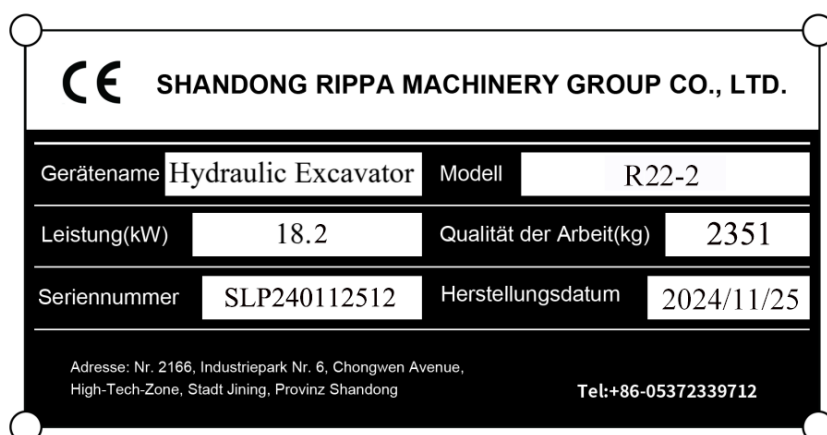 CE SHANDONG RIPPA MACHINERY GROUP CO., LTD.
Gerätename Hydraulic Excavator Modell R22-2
Leistung(kW) 18.2 Qualität der Arbeit(kg) 2351
Seriennummer SLP240112512 Herstellungsdatum 2024/11/25
Adresse: Nr. 2166, Industriepark Nr. 6, Chongwen Avenue,
High-Tech-Zone, Stadt Jining, Provinz Shandong Tel:+86-05372339712